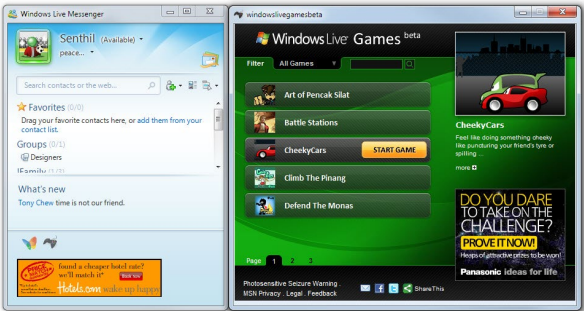 Windows Live Messenger
Senthil (Available)
peace...
Search contacts or the web...
Favorites (0/0)
Drag your favorite contacts here, or add them from your
contact list.
Groups (0/1)
Designers
What's new
Tony Chew time is not our friend.
found a cheaper hotel rate?
we'll match it*
Book now
Hotels.com wake up happy
windowslivegamesbeta
Windows Live Games beta
Filter
All Games
Art of Pencak Silat
Battle Stations
CheekyCars
START GAME
Climb The Pinang
Defend The Monas
Page 1 2 3
Photosensitive Seizure Warning .
MSN Privacy . Legal . Feedback
ShareThis
CheekyCars
Feel like doing something cheeky
like puncturing your friend's tyre or
spilling ...
more
DO YOU DARE
TO TAKE ON THE
CHALLENGE?
PROVE IT NOW!
Heaps of attractive prizes to be won!
Panasonic ideas for life